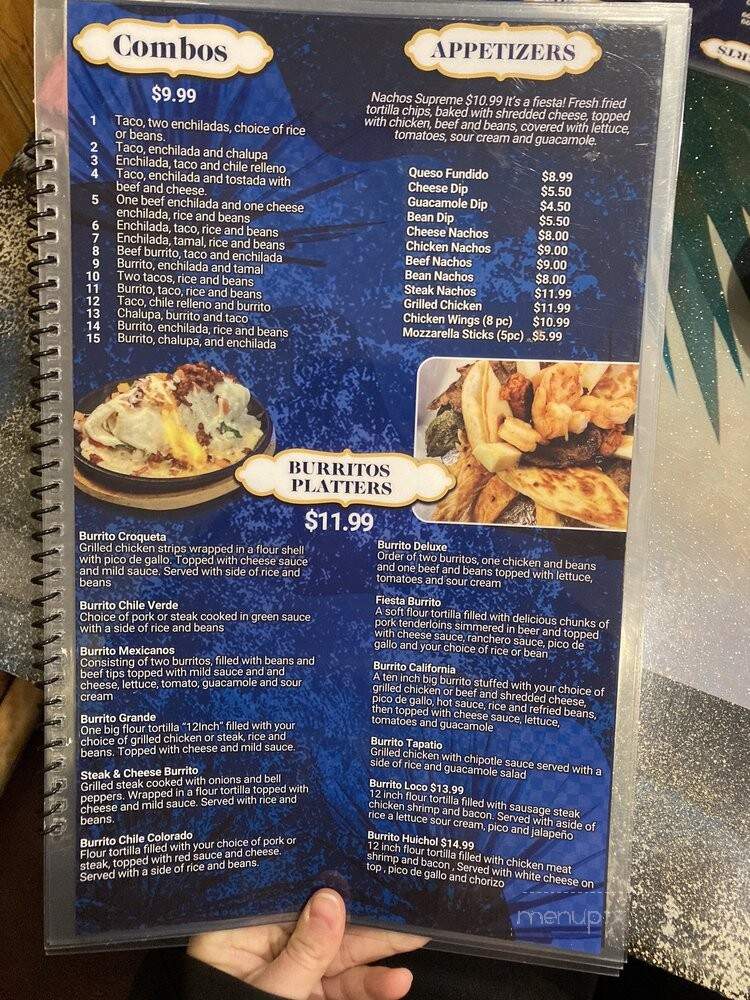 Combos
$9.99
1 Taco, two enchiladas, choice of rice
or beans.
2 Taco, enchilada and chalupa
3 Enchilada, taco and chile relleno
4 Taco, enchilada and tostada with
beef and cheese.
5 One beef enchilada and one cheese
enchilada, rice and beans
6 Enchilada, taco, rice and beans
7 Enchilada, tamal, rice and beans
8 Beef burrito, taco and enchilada
9 Burrito, enchilada and tamal
10 Two tacos, rice and beans
11 Burrito, taco, rice and beans
12 Taco, chile relleno and burrito
13 Chalupa, burrito and taco
14 Burrito, enchilada, rice and beans
15 Burrito, chalupa, and enchilada
APPETIZERS
Nachos Supreme $10.99 It's a fiesta! Fresh fried
tortilla chips, baked with shredded cheese, topped
with chicken, beef and beans, covered with lettuce,
tomatoes, sour cream and guacamole.
Queso Fundido $8.99
Cheese Dip $5.50
Guacamole Dip $4.50
Bean Dip $5.50
Cheese Nachos $8.00
Chicken Nachos $9.00
Beef Nachos $9.00
Bean Nachos $8.00
Steak Nachos $11.99
Grilled Chicken $11.99
Chicken Wings (8 pc) $10.99
Mozzarella Sticks (5pc) $5.99
BURRITOS
PLATTERS
$11.99
Burrito Croqueta
Grilled chicken strips wrapped in a flour shell
with pico de gallo. Topped with cheese sauce
and mild sauce. Served with side of rice and
beans
Burrito Chile Verde
Choice of pork or steak cooked in green sauce
with a side of rice and beans
Burrito Mexicanos
Consisting of two burritos, filled with beans and
beef tips topped with mild sauce and and
cheese, lettuce, tomato, guacamole and sour
cream
Burrito Grande
One big flour tortilla "12Inch" filled with your
choice of grilled chicken or steak, rice and
beans. Topped with cheese and mild sauce.
Steak & Cheese Burrito
Grilled steak cooked with onions and bell
peppers. Wrapped in a flour tortilla topped with
cheese and mild sauce. Served with rice and
beans.
Burrito Chile Colorado
Flour tortilla filled with your choice of pork or
steak, topped with red sauce and cheese.
Served with a side of rice and beans.
Burrito Deluxe
Order of two burritos, one chicken and beans
and one beef and beans topped with lettuce,
tomatoes and sour cream
Fiesta Burrito
A soft flour tortilla filled with delicious chunks of
pork tenderloins simmered in beer and topped
with cheese sauce, ranchero sauce, pico de
gallo and your choice of rice or bean
Burrito California
A ten inch big burrito stuffed with your choice of
grilled chicken or beef and shredded cheese,
pico de gallo, hot sauce, rice and refried beans,
then topped with cheese sauce, lettuce,
tomatoes and guacamole
Burrito Tapatio
Grilled chicken with chipotle sauce served with a
side of rice and guacamole salad
Burrito Loco $13.99
12 inch flour tortilla filled with sausage steak
chicken shrimp and bacon. Served with aside of
rice a lettuce sour cream, pico and jalapeño
Burrito Huichol $14.99
12 inch flour tortilla filled with chicken meat
shrimp and bacon , Served with white cheese on
top , pico de gallo and chorizo
menupix